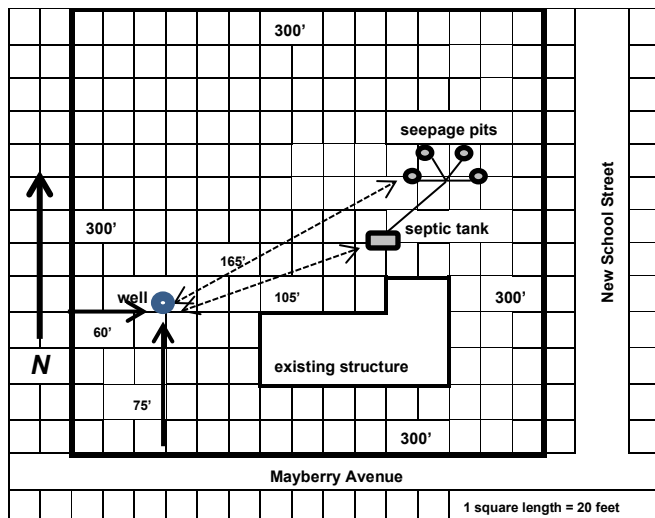 300’
seepage pits
septic tank
300’
165’
well
105’
300’
60’
N
existing structure
75’
300’
Mayberry Avenue
New School Street
1 square length = 20 feet